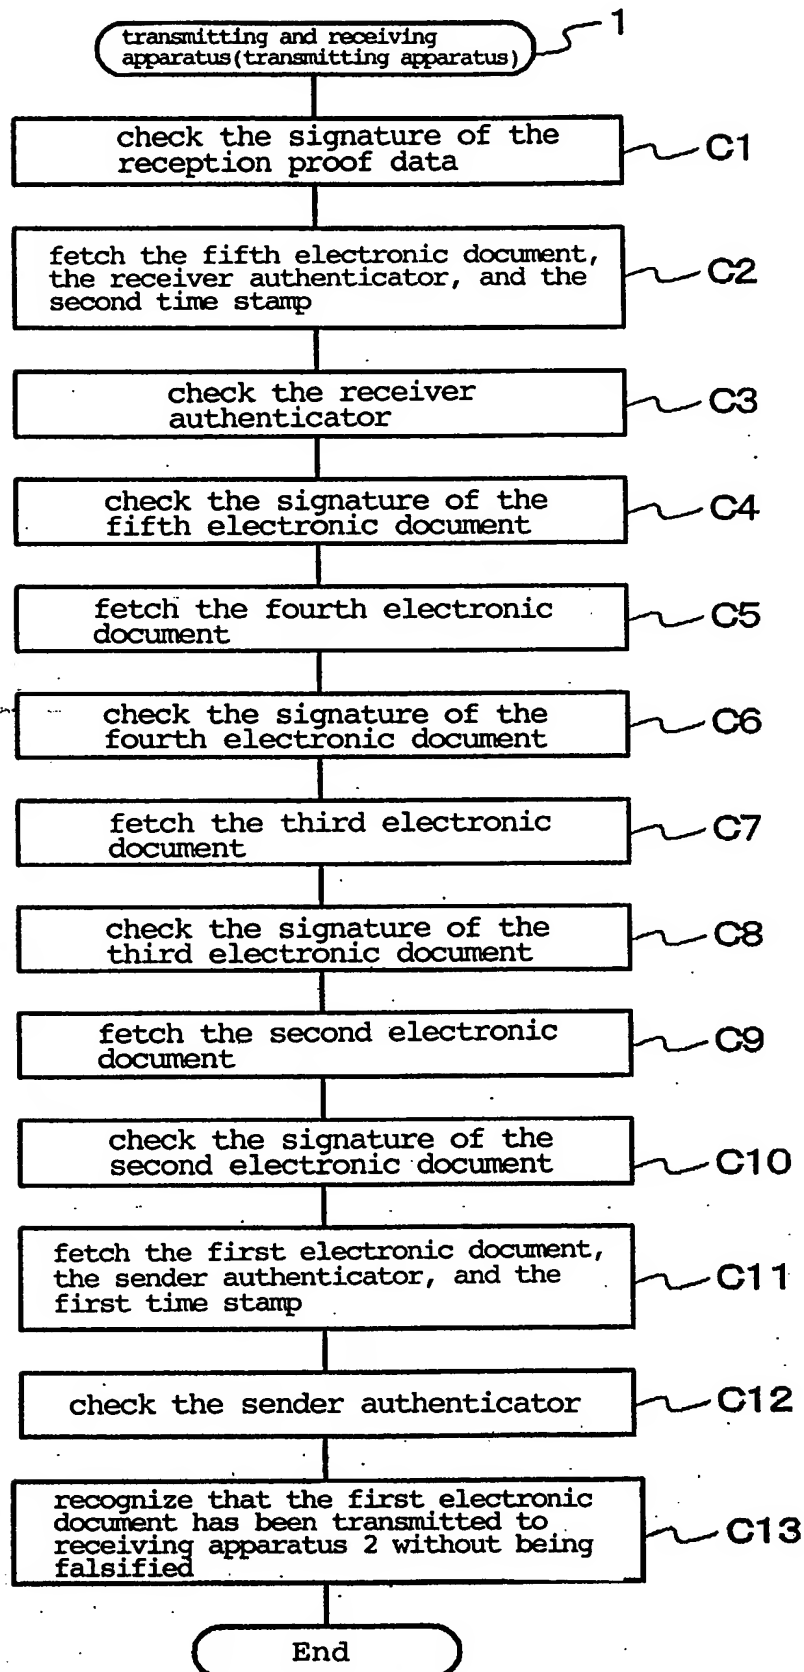 transmitting and receiving
apparatus(transmitting apparatus)
1
check the signature of the
reception proof data
C1
fetch the fifth electronic document,
the receiver authenticator, and the
second time stamp
C2
check the receiver
authenticator
C3
check the signature of the
fifth electronic document
C4
fetch the fourth electronic
document
C5
check the signature of the
fourth electronic document
C6
fetch the third electronic
document
C7
check the signature of the
third electronic document
C8
fetch the second electronic
document
C9
check the signature of the
second electronic document
C10
fetch the first electronic document,
the sender authenticator, and the
first time stamp
C11
check the sender authenticator
C12
recognize that the first electronic
document has been transmitted to
receiving apparatus 2 without being
falsified
C13
End